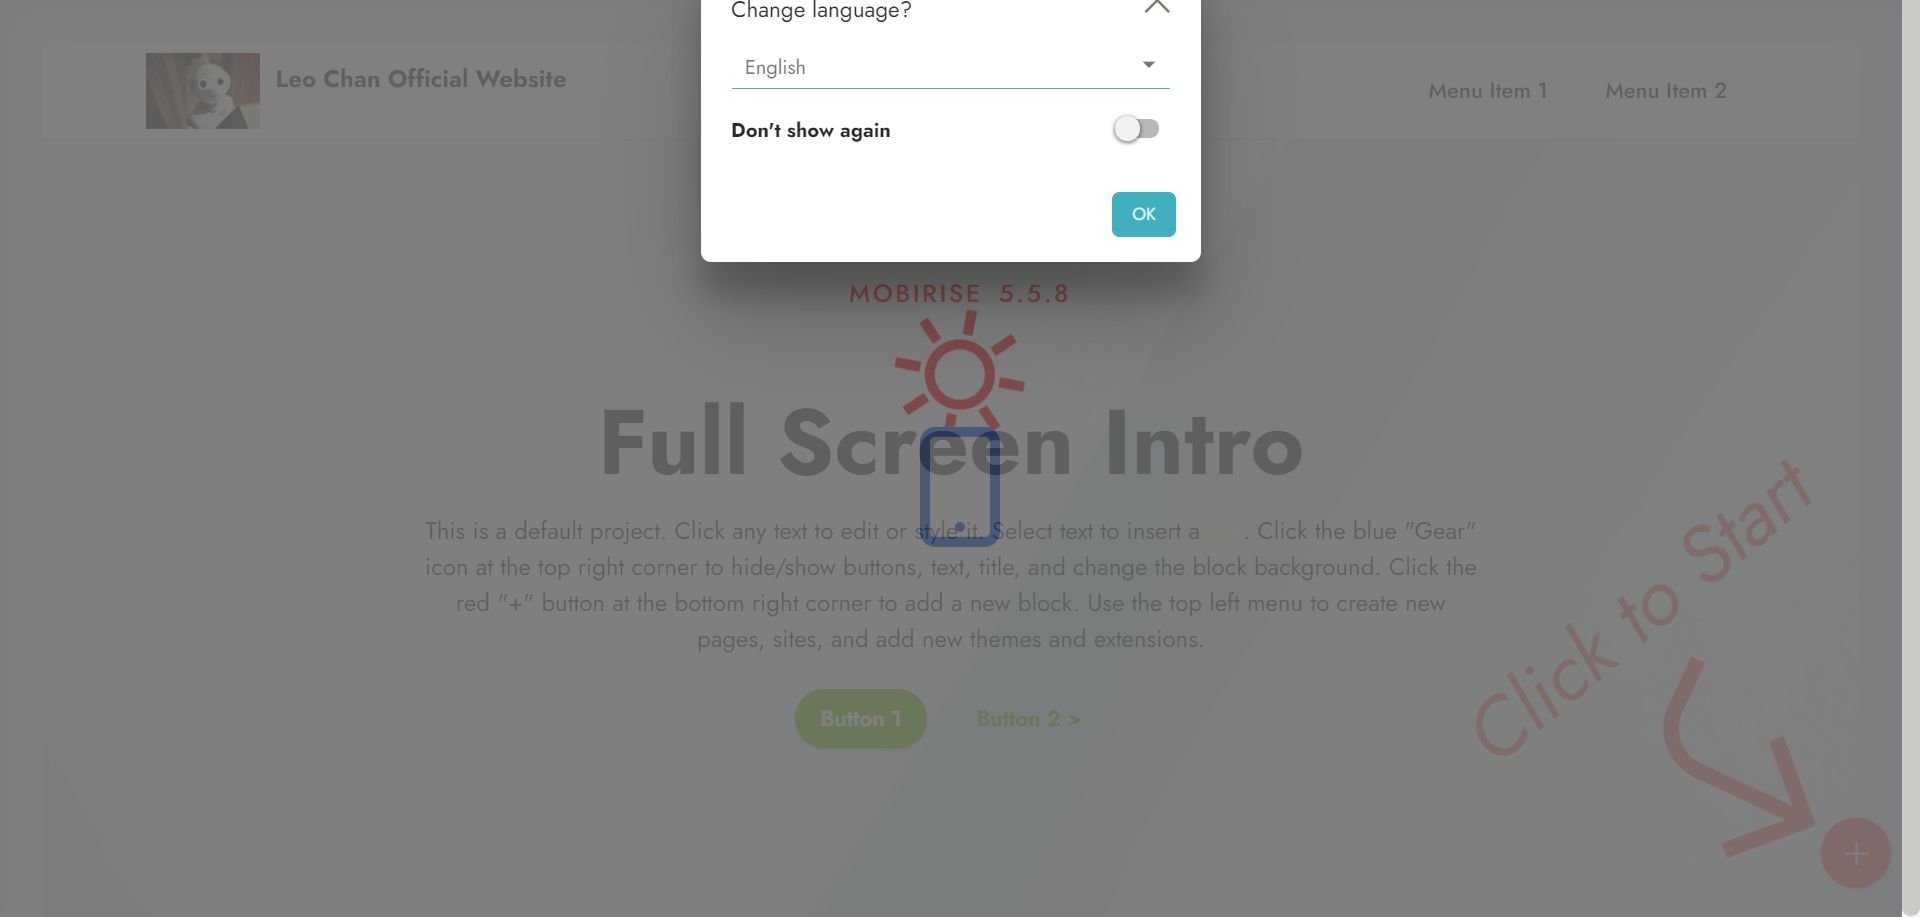 Change language?
English
Don't show again
OK
Leo Chan Official Website
Menu Item 1
Menu Item 2
MOBIRISE 5.5.8
Full Screen Intro
This is a default project. Click any text to edit or style it. Select text to insert a . Click the blue "Gear"
icon at the top right corner to hide/show buttons, text, title, and change the block background. Click the
red "+" button at the bottom right corner to add a new block. Use the top left menu to create new
pages, sites, and add new themes and extensions.
Button 1
Button 2 >
Click to Start